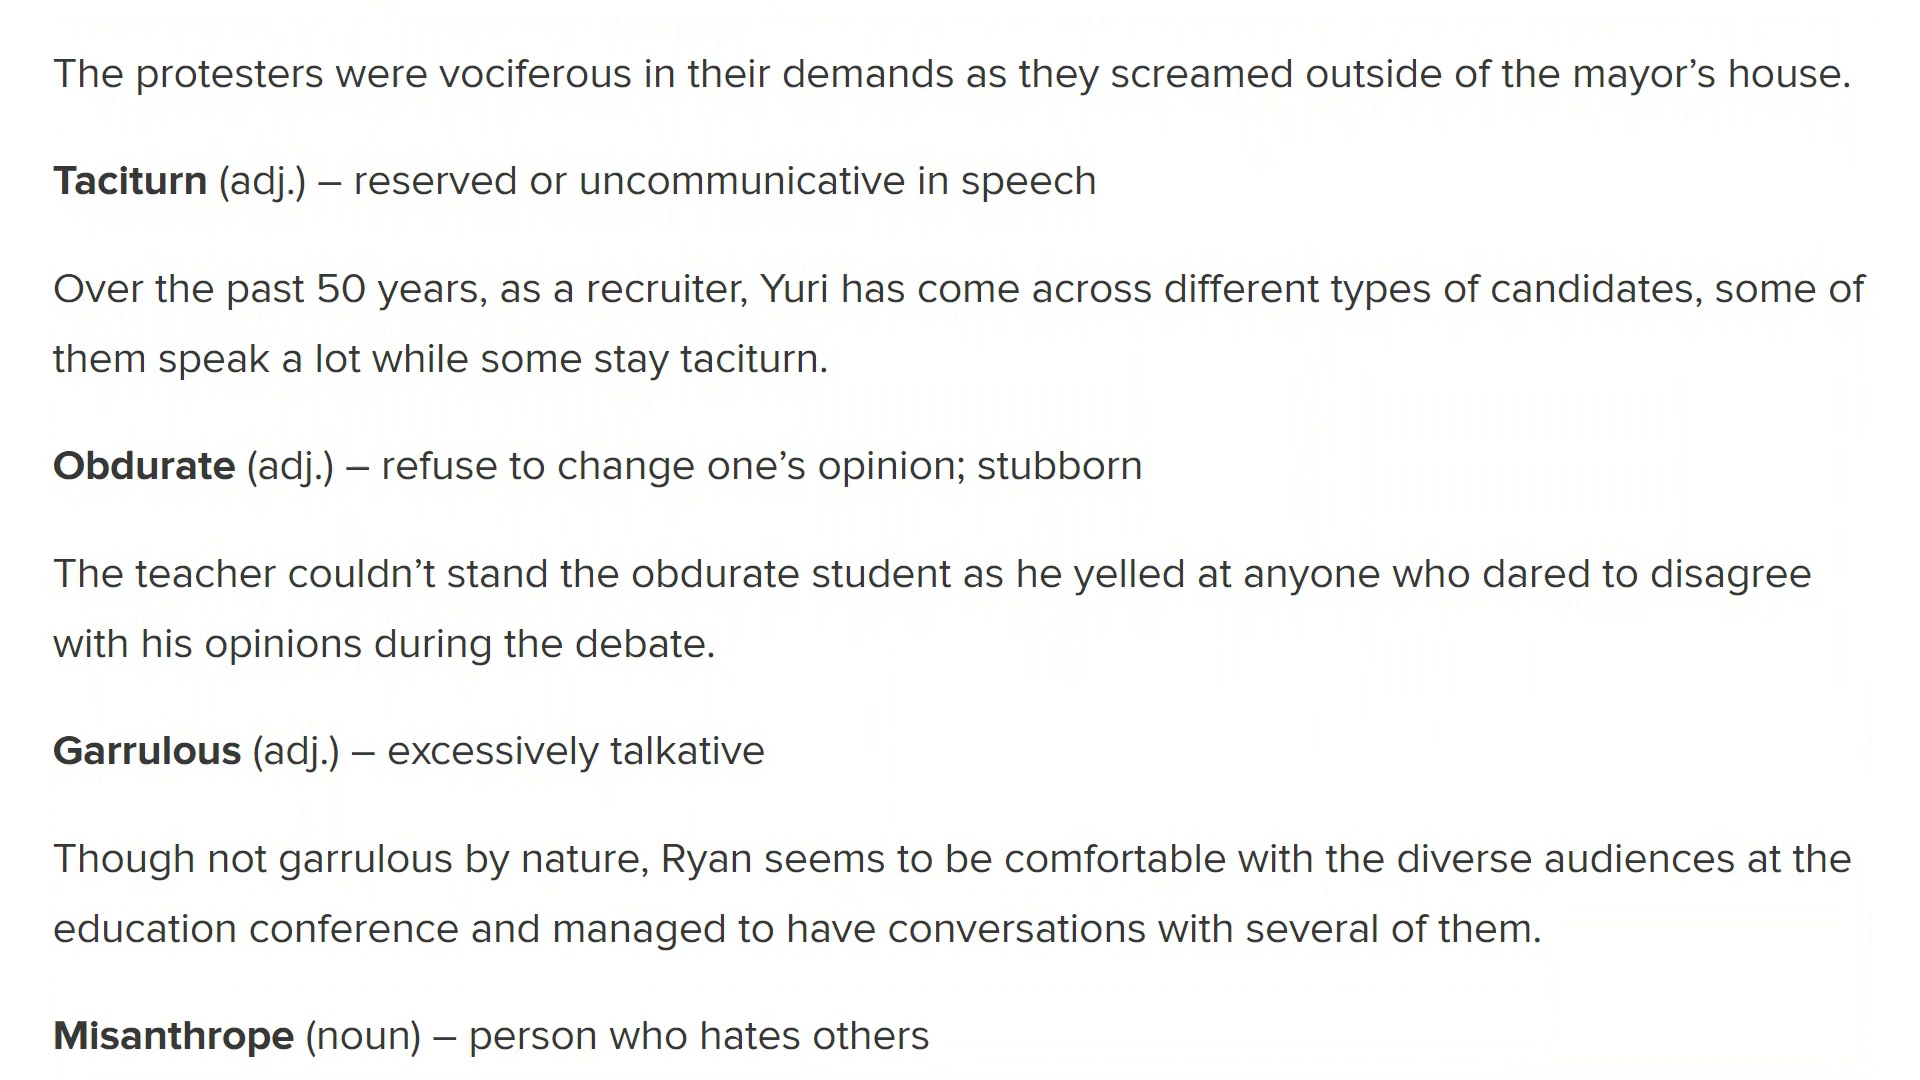 The protesters were vociferous in their demands as they screamed outside of the mayor’s house.
Taciturn (adj.) – reserved or uncommunicative in speech
Over the past 50 years, as a recruiter, Yuri has come across different types of candidates, some of
them speak a lot while some stay taciturn.
Obdurate (adj.) – refuse to change one’s opinion; stubborn
The teacher couldn’t stand the obdurate student as he yelled at anyone who dared to disagree
with his opinions during the debate.
Garrulous (adj.) – excessively talkative
Though not garrulous by nature, Ryan seems to be comfortable with the diverse audiences at the
education conference and managed to have conversations with several of them.
Misanthrope (noun) – person who hates others